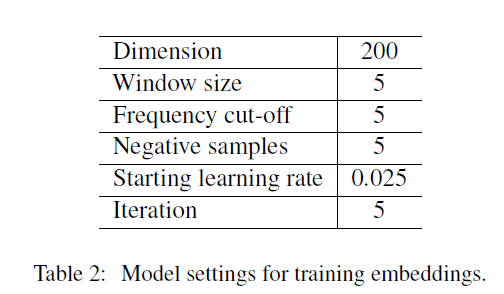 Dimension 200
Window size 5
Frequency cut-off 5
Negative samples 5
Starting learning rate 0.025
Iteration 5
Table 2: Model settings for training embeddings.